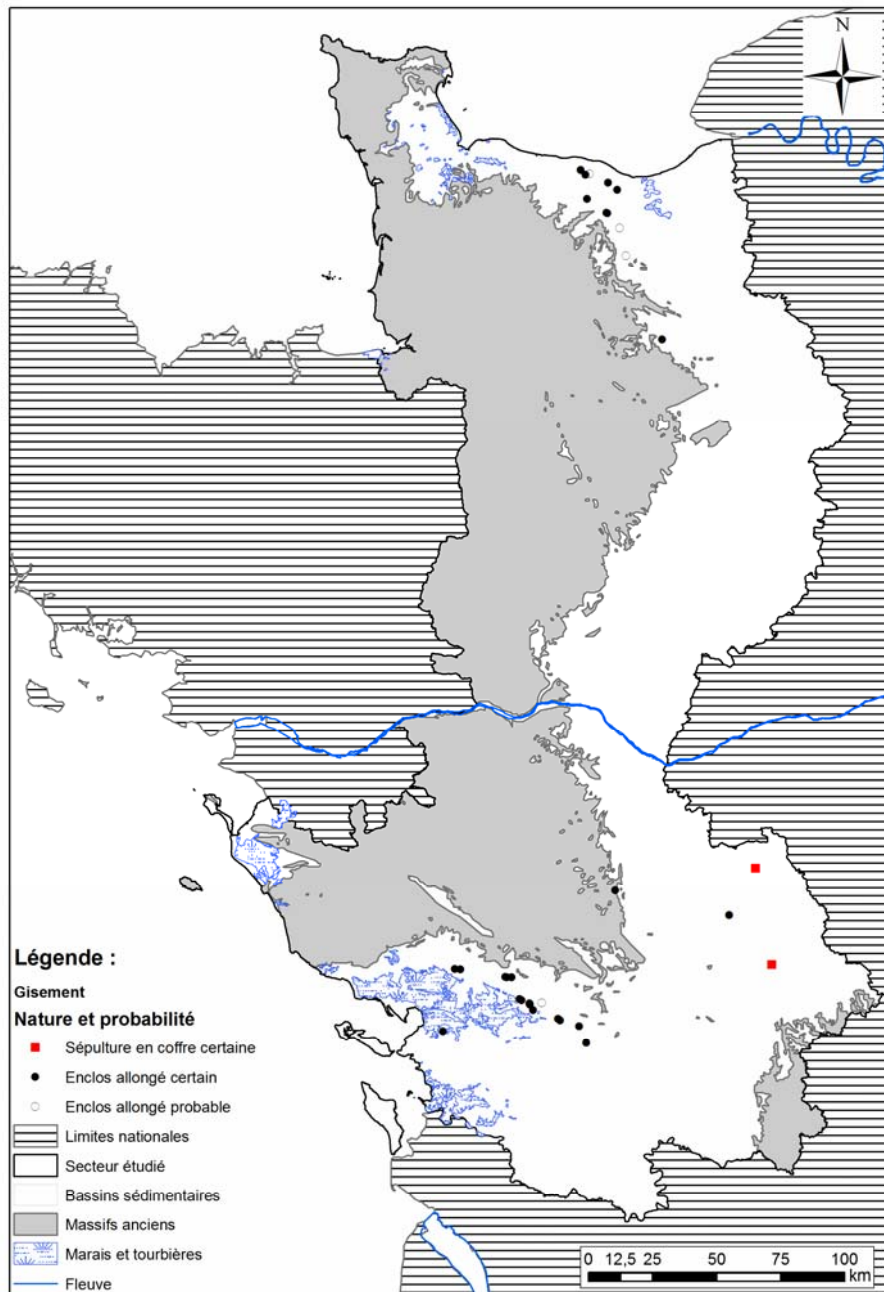 N
Légende :
Gisement
Nature et probabilité
Sépulture en coffre certaine
Enclos allongé certain
Enclos allongé probable
Limites nationales
Secteur étudié
Bassins sédimentaires
Massifs anciens
Marais et tourbières
Fleuve
0 12,5 25 50 75 100
km